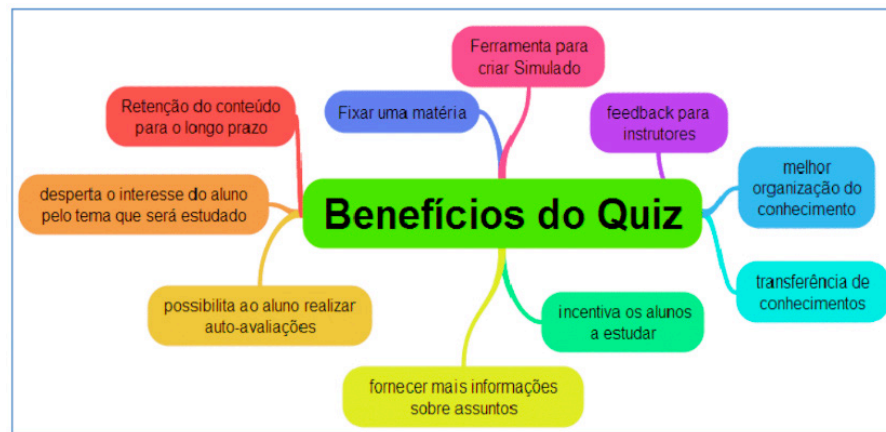 Ferramenta para
criar Simulado
Retenção do conteúdo
para o longo prazo
Fixar uma matéria
feedback para
instrutores
melhor
organização do
conhecimento
desperta o interesse do aluno
pelo tema que será estudado
Benefícios do Quiz
transferência de
conhecimentos
possibilita ao aluno realizar
auto-avaliações
incentiva os alunos
a estudar
fornecer mais informações
sobre assuntos